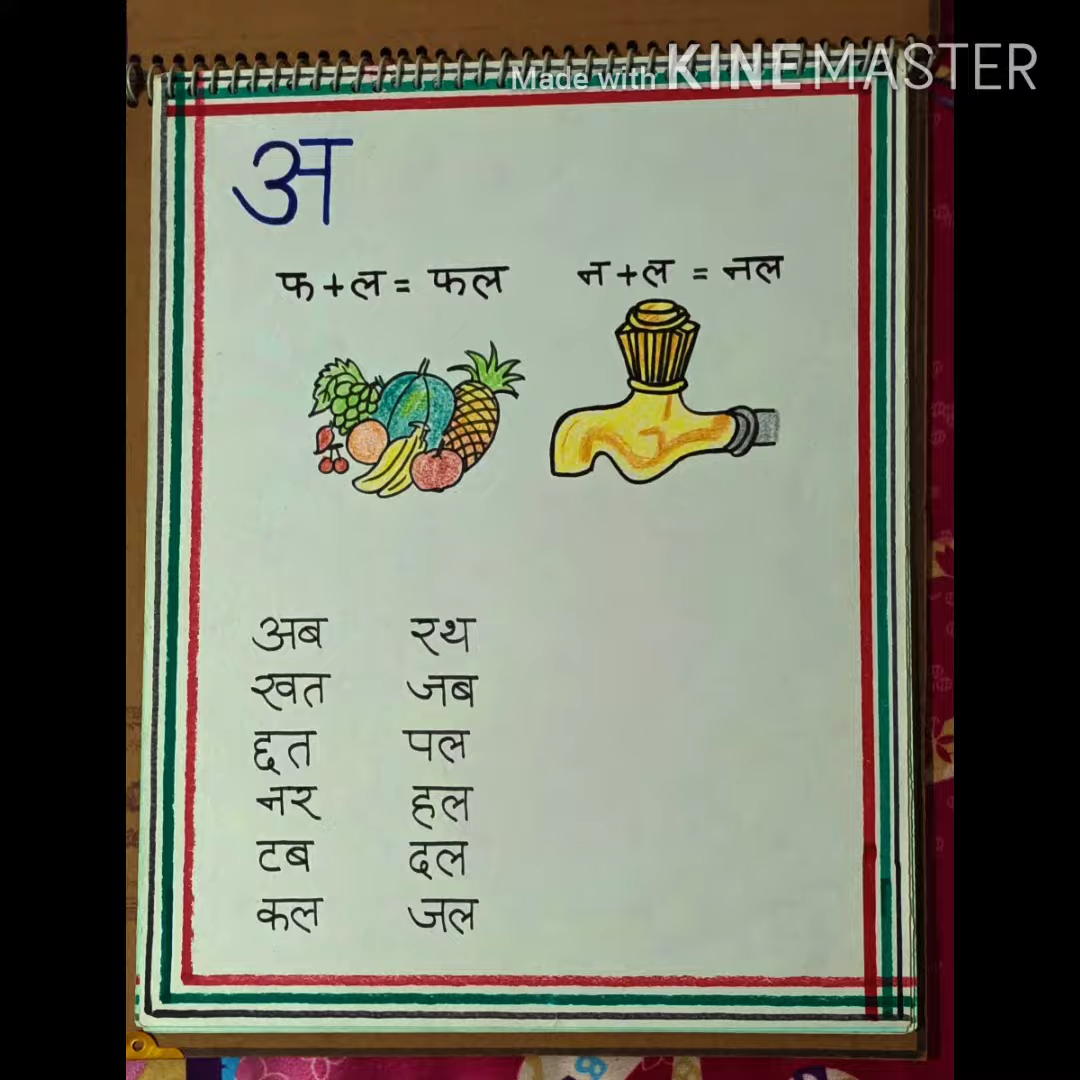 Made with KINEMASTER
अ
फ + ल = फल न + ल = नल
अब रथ
खत जब
छत पल
नर हल
टब दल
कल जल